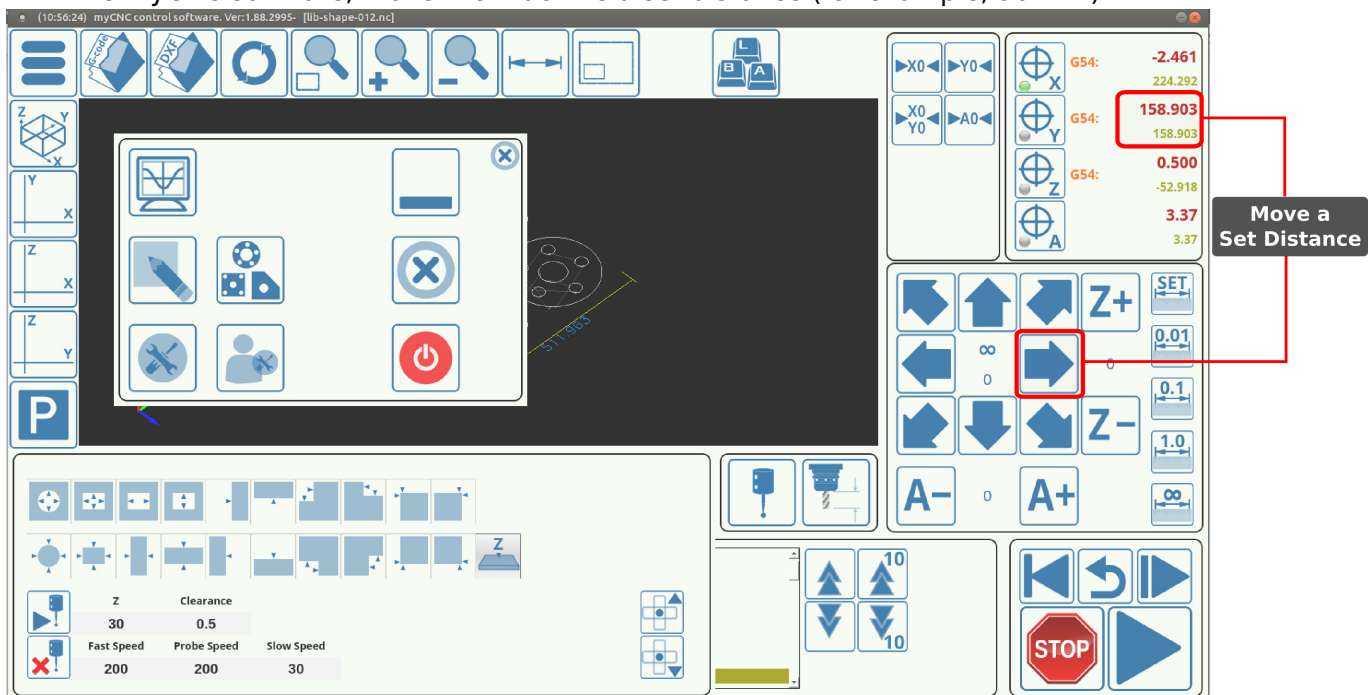 (10:56:24) myCNC control software. Ver:1.88.2995- [lib-shape-012.nc]
G-code
DXF
L
B
A
X0 Y0
X0
Y0
A0
X
G54:
-2.461
224.292
Y
G54:
158.903
158.903
Z
G54:
0.500
-52.918
A
3.37
3.37
Move a
Set Distance
Z
Y
X
Y
X
Z
X
Z
Y
P
511.963
Z+
SET
∞
0
0
0.01
0.1
Z-
1.0
A-
0
A+
∞
Z
Z
Clearance
30
0.5
Fast Speed
Probe Speed
Slow Speed
200
200
30
10
10
STOP